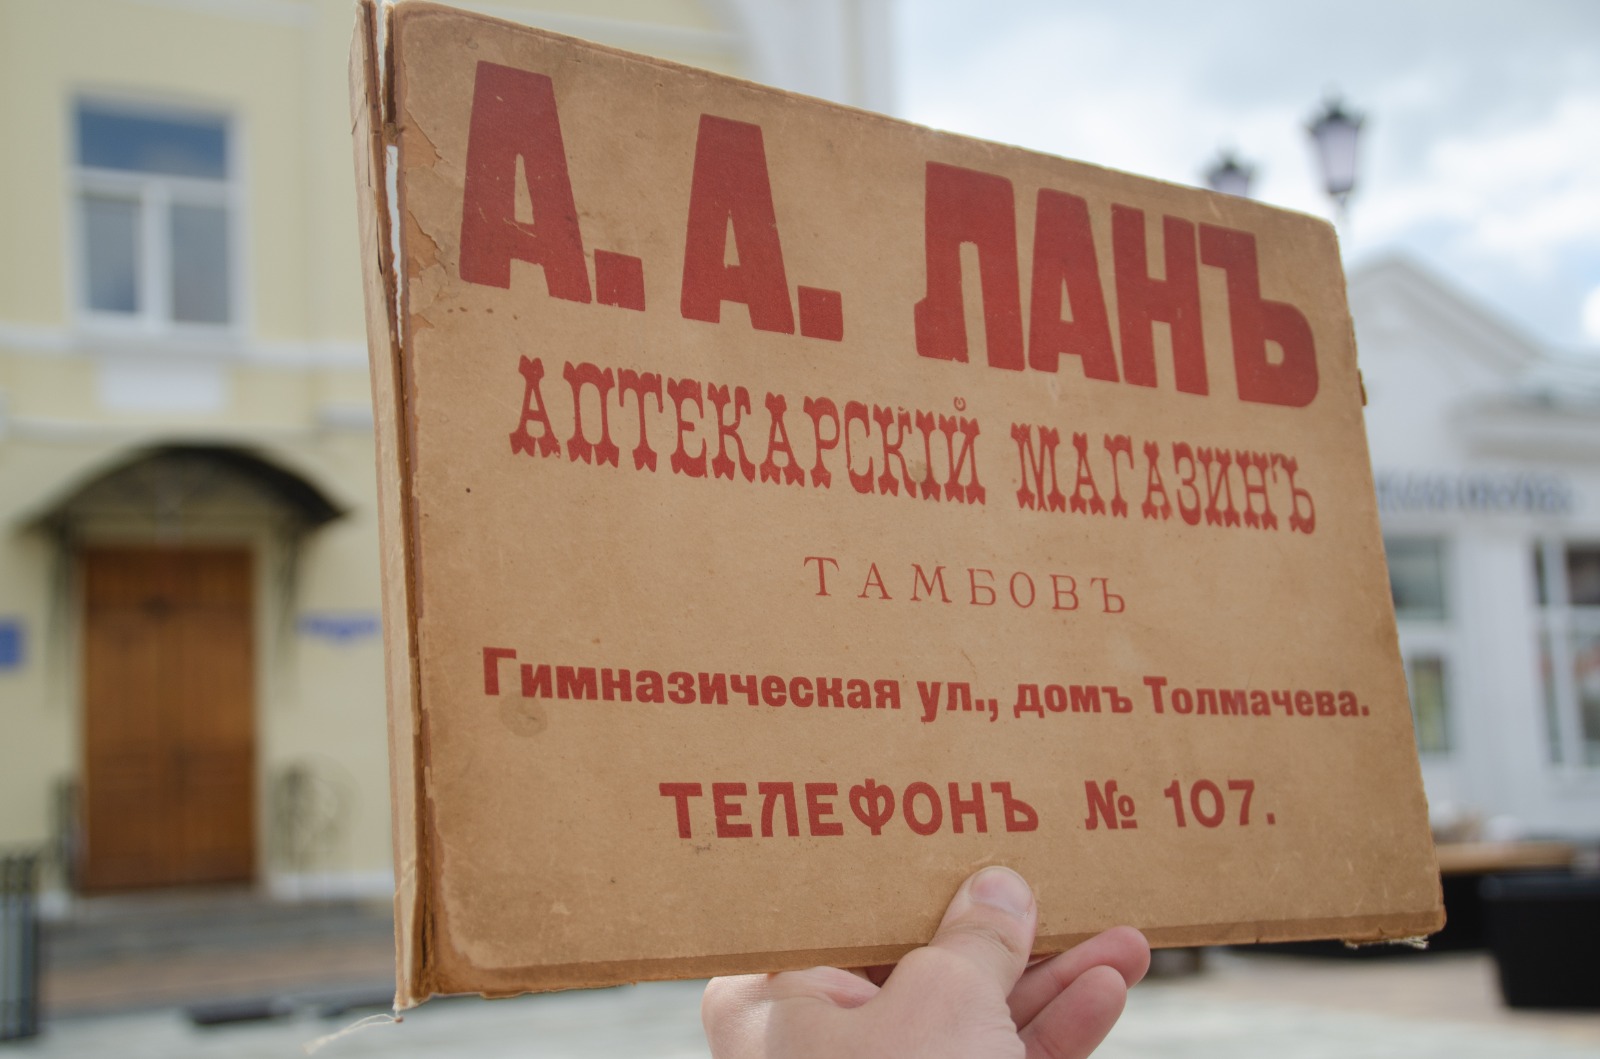 А. А. ЛАНЪ
АПТЕКАРСКІЙ МАГАЗИНЪ
ТАМБОВЪ
Гимназическая ул., домъ Толмачева.
ТЕЛЕФОНЪ № 107.